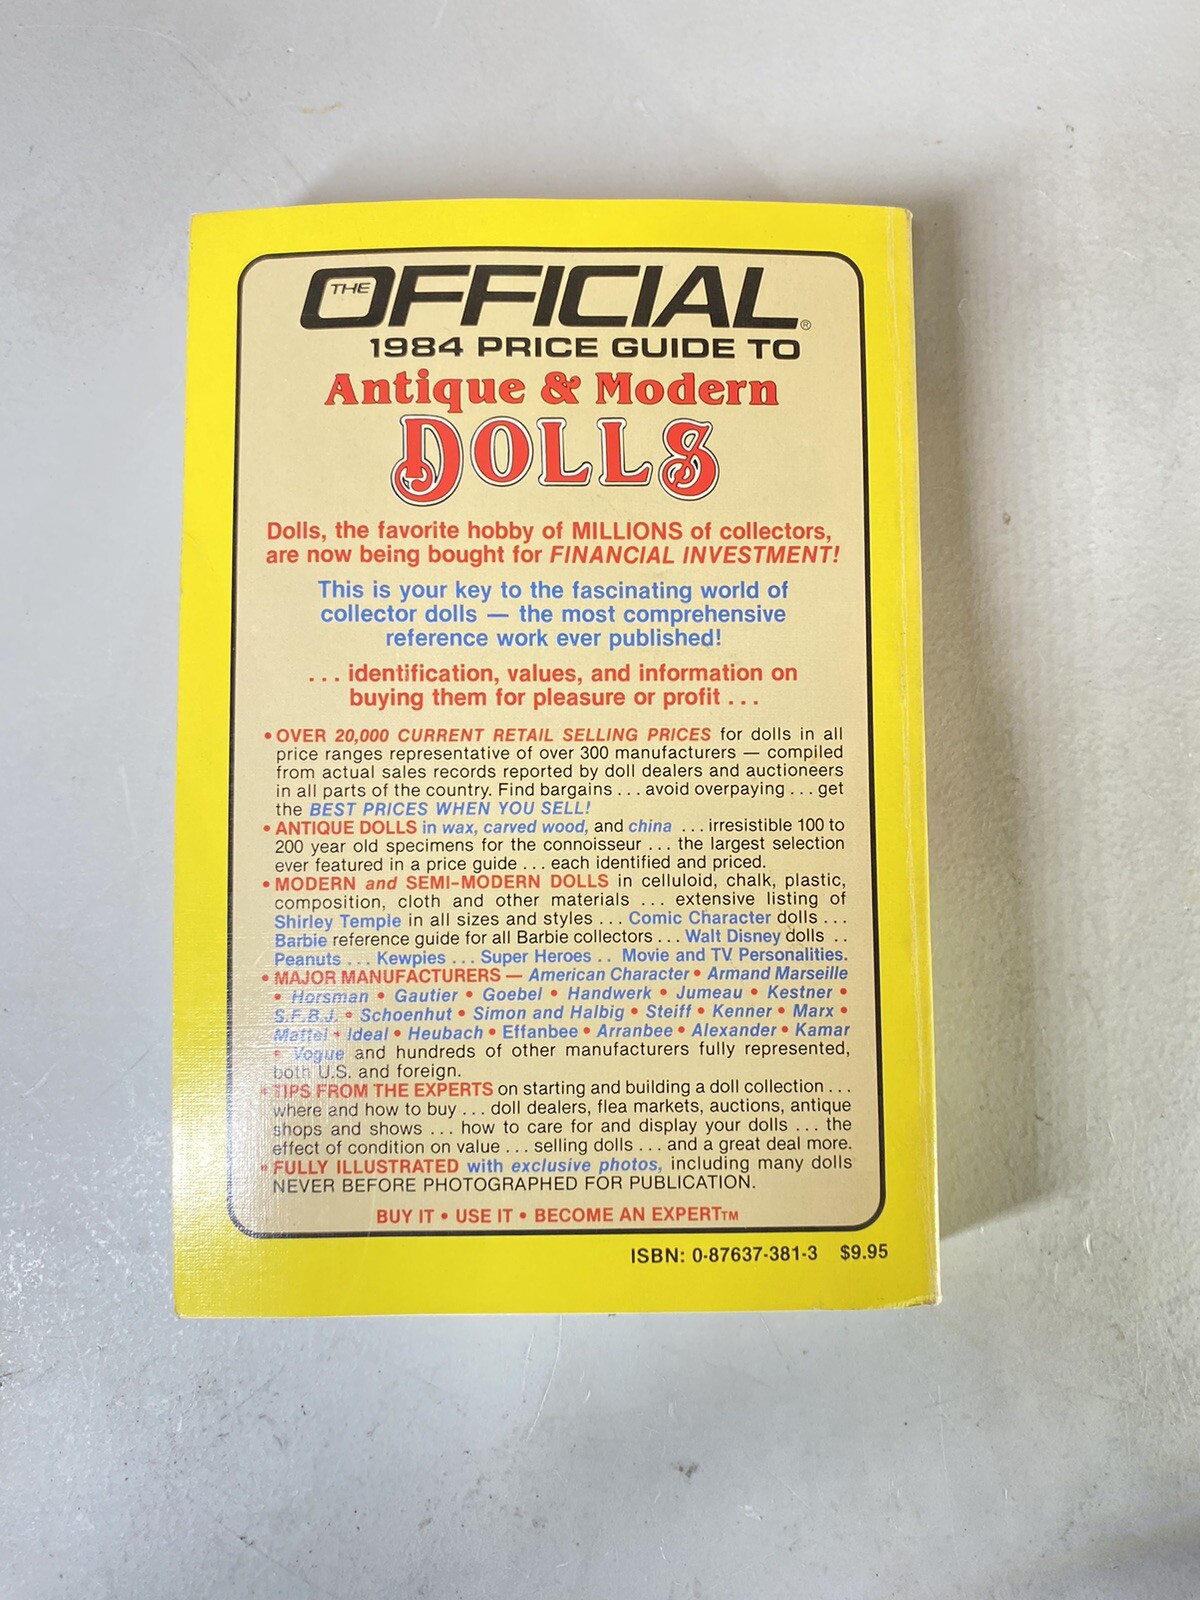 THE OFFICIAL®
1984 PRICE GUIDE TO
Antique & Modern
DOLLS
Dolls, the favorite hobby of MILLIONS of collectors,
are now being bought for FINANCIAL INVESTMENT!
This is your key to the fascinating world of
collector dolls — the most comprehensive
reference work ever published!
. . . identification, values, and information on
buying them for pleasure or profit . . .
• OVER 20,000 CURRENT RETAIL SELLING PRICES for dolls in all
price ranges representative of over 300 manufacturers — compiled
from actual sales records reported by doll dealers and auctioneers
in all parts of the country. Find bargains . . . avoid overpaying . . . get
the BEST PRICES WHEN YOU SELL!
• ANTIQUE DOLLS in wax, carved wood, and china . . . irresistible 100 to
200 year old specimens for the connoisseur . . . the largest selection
ever featured in a price guide . . . each identified and priced.
• MODERN and SEMI-MODERN DOLLS in celluloid, chalk, plastic,
composition, cloth and other materials . . . extensive listing of
Shirley Temple in all sizes and styles . . . Comic Character dolls . . .
Barbie reference guide for all Barbie collectors . . . Walt Disney dolls . .
Peanuts . . . Kewpies . . . Super Heroes . . Movie and TV Personalities.
• MAJOR MANUFACTURERS — American Character • Armand Marseille
• Horsman • Gautier • Goebel • Handwerk • Jumeau • Kestner •
S.F.B.J. • Schoenhut • Simon and Halbig • Steiff • Kenner • Marx •
Mattel • Ideal • Heubach • Effanbee • Arranbee • Alexander • Kamar
• Vogue and hundreds of other manufacturers fully represented,
both U.S. and foreign.
• TIPS FROM THE EXPERTS on starting and building a doll collection . . .
where and how to buy . . . doll dealers, flea markets, auctions, antique
shops and shows . . . how to care for and display your dolls . . . the
effect of condition on value . . . selling dolls . . . and a great deal more.
• FULLY ILLUSTRATED with exclusive photos, including many dolls
NEVER BEFORE PHOTOGRAPHED FOR PUBLICATION.
BUY IT • USE IT • BECOME AN EXPERT™
ISBN: 0-87637-381-3 $9.95